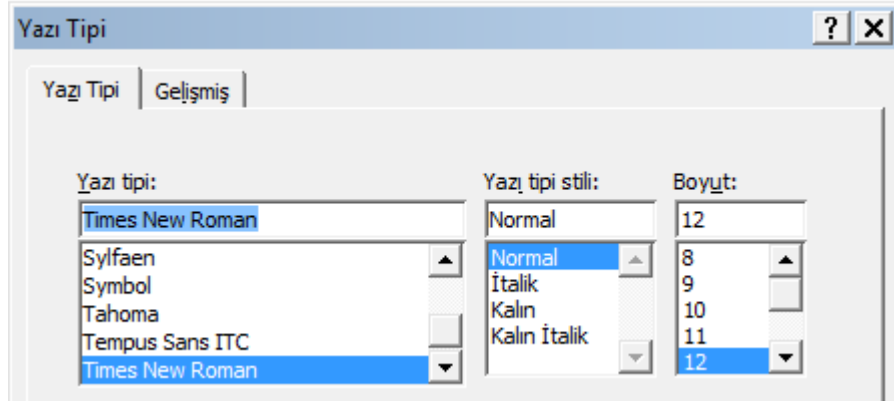 Yazı Tipi
Yazı Tipi Gelişmiş
Yazı tipi: Yazı tipi stili: Boyut:
Times New Roman Normal 12
Sylfaen Normal 8
Symbol İtalik 9
Tahoma Kalın 10
Tempus Sans ITC Kalın İtalik 11
Times New Roman 12